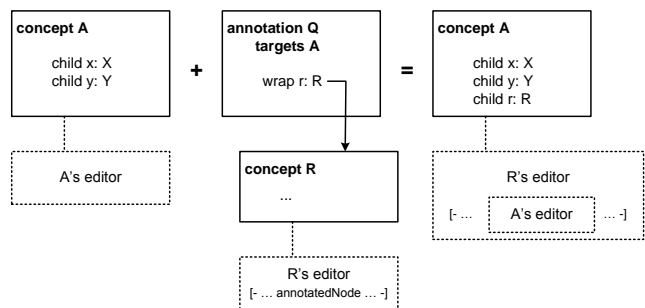 concept A
child x: X
child y: Y
A's editor
+
annotation Q
targets A
wrap r: R
concept R
...
R's editor
[- ... annotatedNode ... -]
=
concept A
child x: X
child y: Y
child r: R
R's editor
[- ... A's editor ... -]